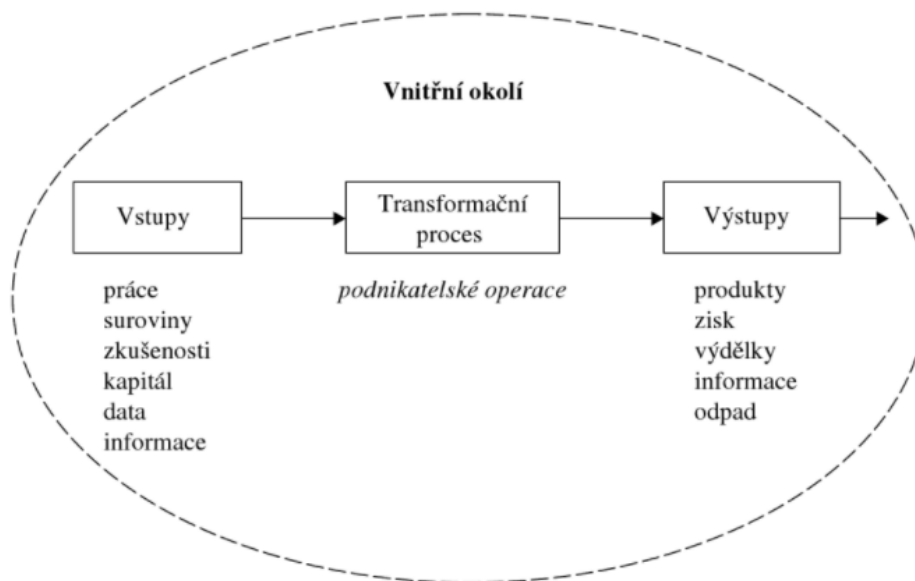 Vnitřní okolí
Vstupy
Transformační
proces
Výstupy
práce
suroviny
zkušenosti
kapitál
data
informace
podnikatelské operace
produkty
zisk
výdělky
informace
odpad